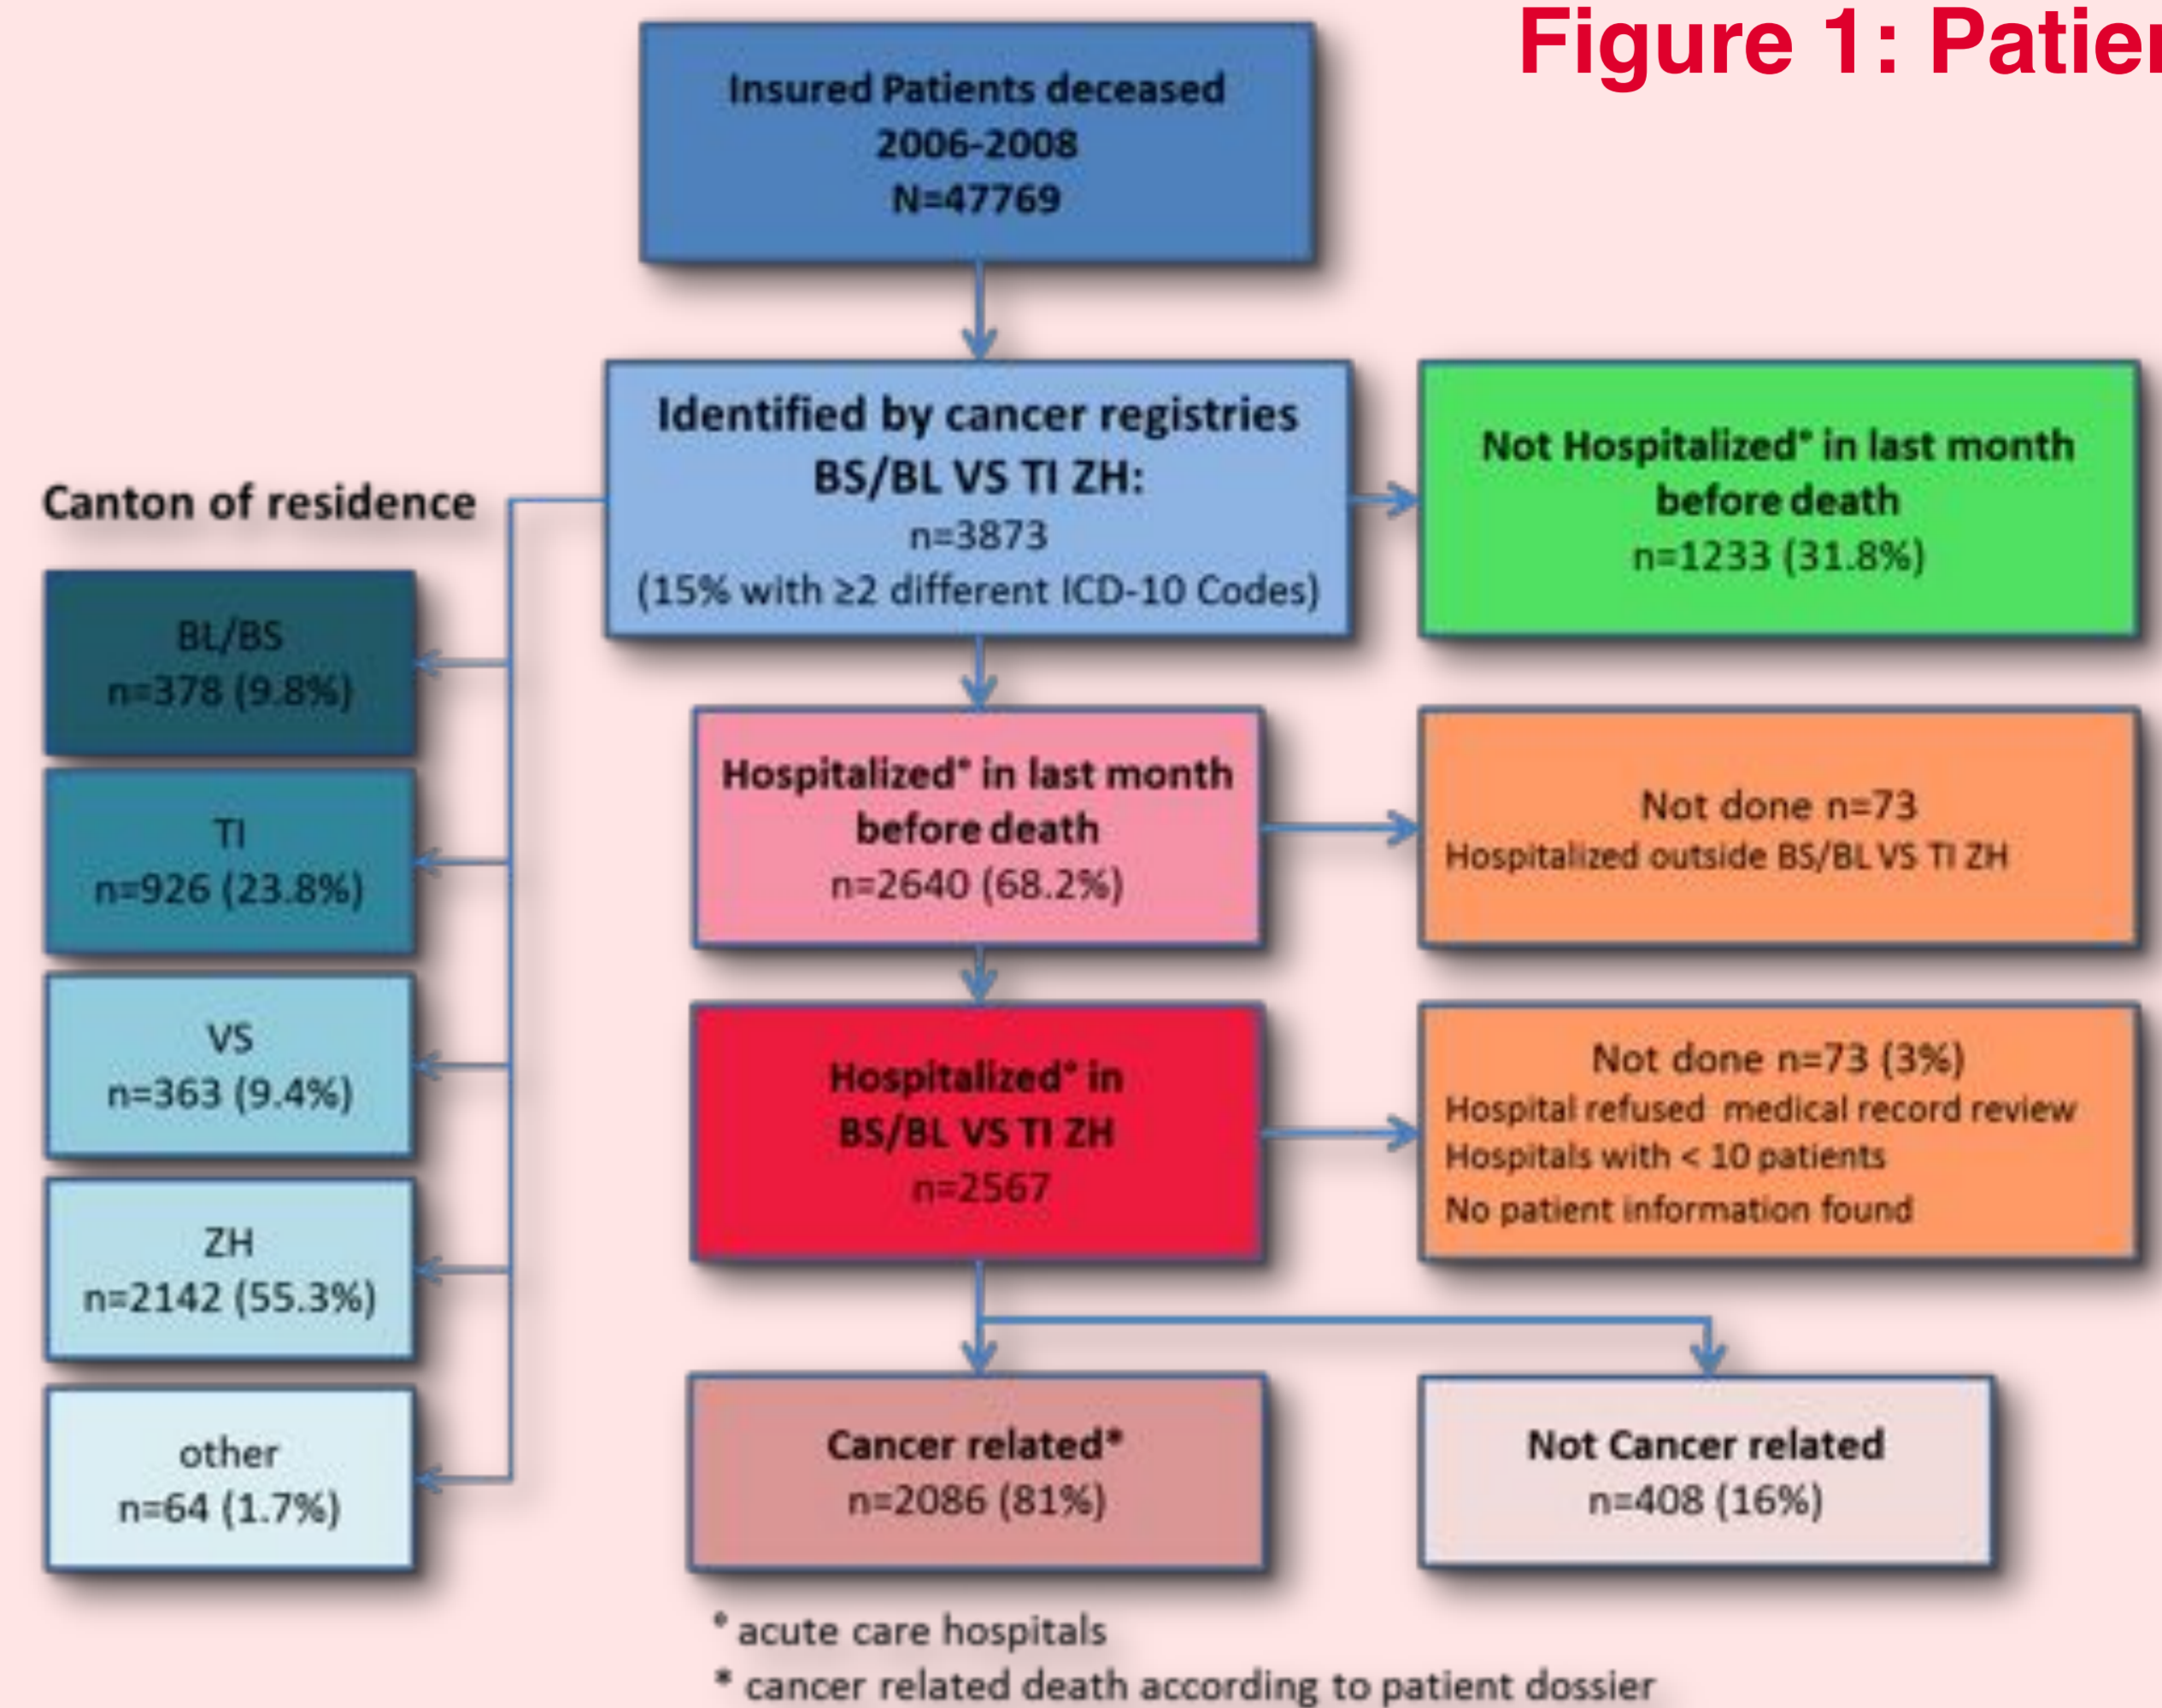 Figure 1: Patien
Insured Patients deceased
2006-2008
N=47769
Identified by cancer registries
BS/BL VS TI ZH:
n=3873
(15% with ≥2 different ICD-10 Codes)
Not Hospitalized° in last month
before death
n=1233 (31.8%)
Canton of residence
BL/BS
n=378 (9.8%)
TI
n=926 (23.8%)
VS
n=363 (9.4%)
ZH
n=2142 (55.3%)
other
n=64 (1.7%)
Hospitalized° in last month
before death
n=2640 (68.2%)
Not done n=73
Hospitalized outside BS/BL VS TI ZH
Hospitalized° in
BS/BL VS TI ZH
n=2567
Not done n=73 (3%)
Hospital refused medical record review
Hospitals with < 10 patients
No patient information found
Cancer related*
n=2086 (81%)
Not Cancer related
n=408 (16%)
° acute care hospitals
* cancer related death according to patient dossier